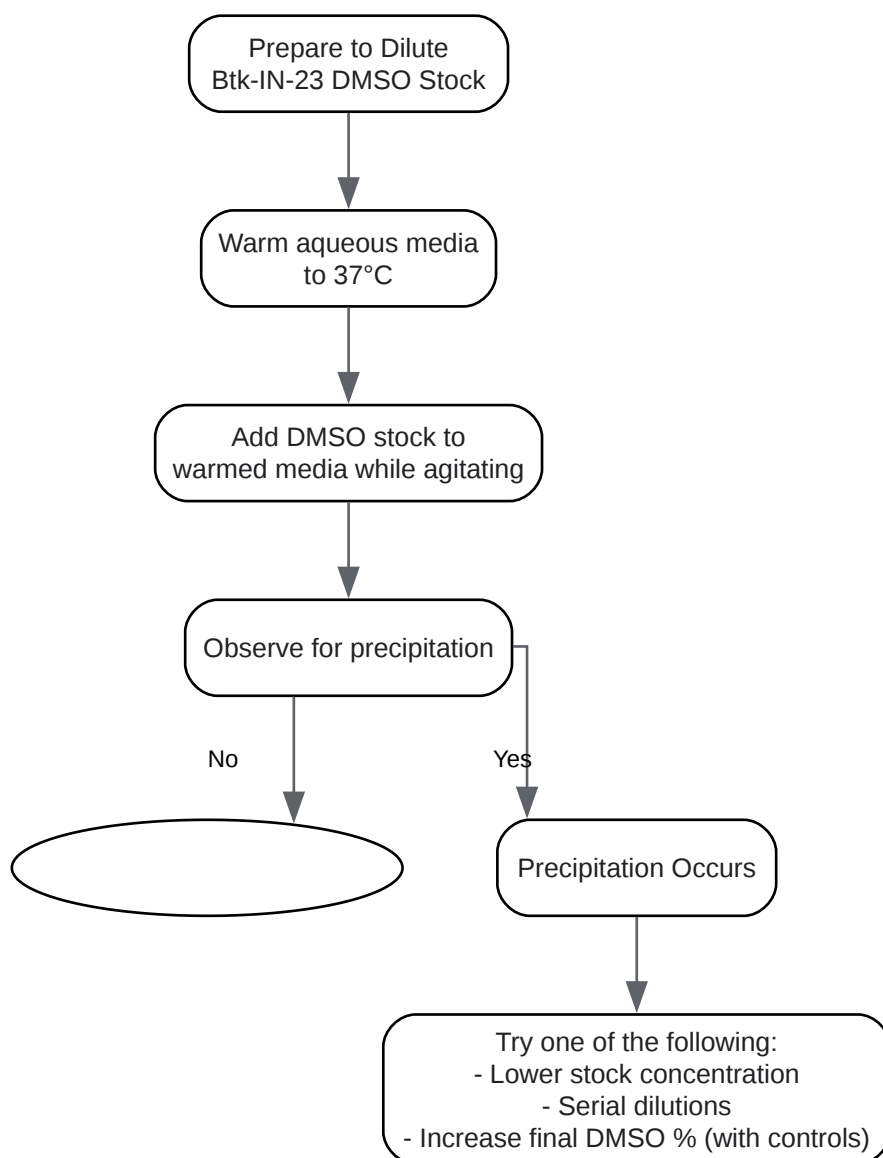 Prepare to Dilute
Btk-IN-23 DMSO Stock
Warm aqueous media
to 37°C
Add DMSO stock to
warmed media while agitating
Observe for precipitation
No
Yes
Precipitation Occurs
Try one of the following:
- Lower stock concentration
- Serial dilutions
- Increase final DMSO % (with controls)